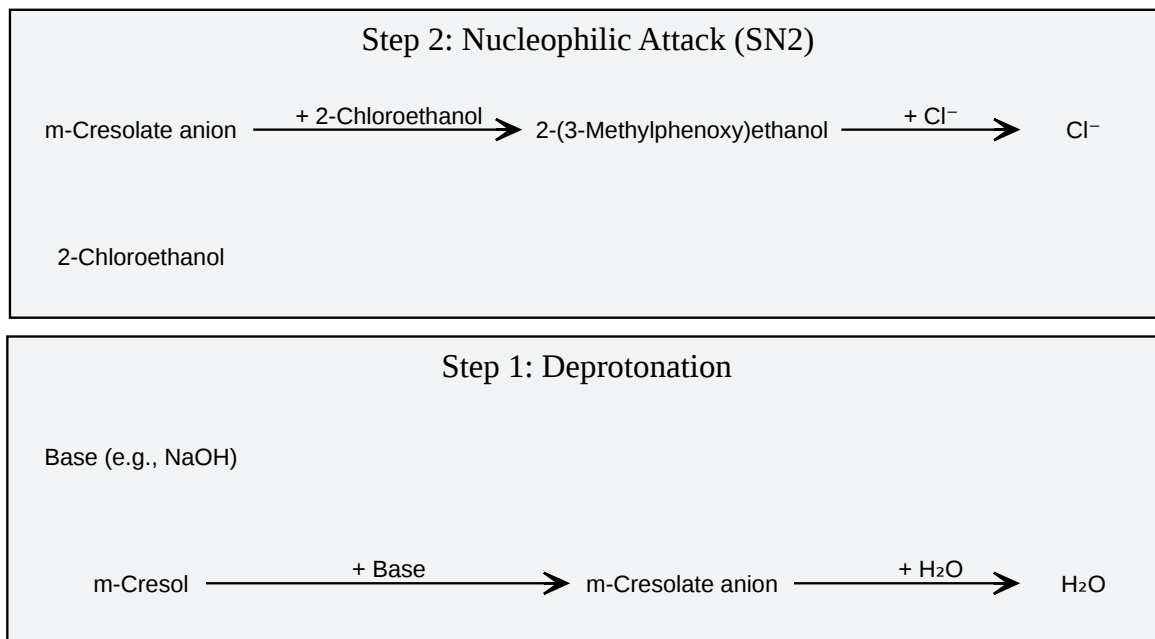 Step 2: Nucleophilic Attack (SN2)
m-Cresolate anion + 2-Chloroethanol 2-(3-Methylphenoxy)ethanol + Cl⁻ Cl⁻
2-Chloroethanol
Step 1: Deprotonation
Base (e.g., NaOH)
m-Cresol + Base m-Cresolate anion + H₂O H₂O